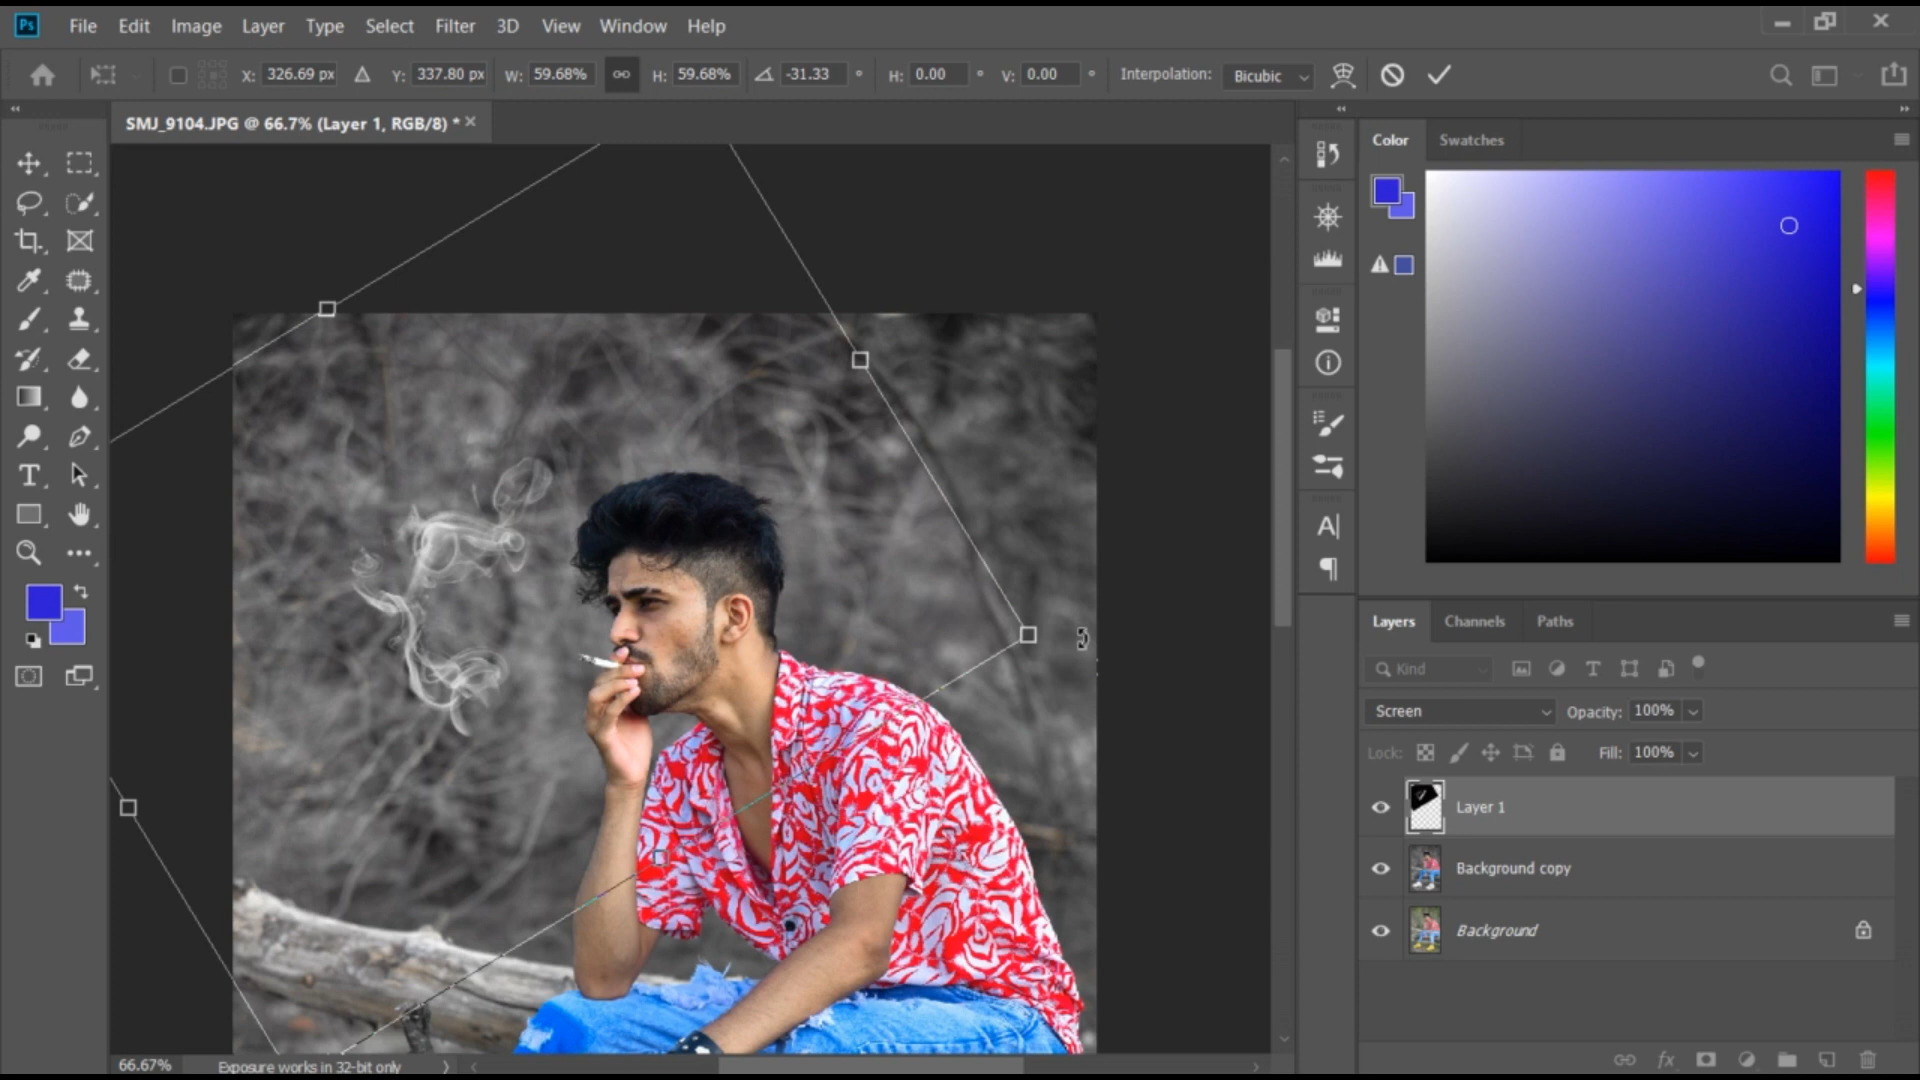 Ps File Edit Image Layer Type Select Filter 3D View Window Help
X: 326.69 px Y: 337.80 px W: 59.68% H: 59.68% -31.33 ° H: 0.00 ° V: 0.00 ° Interpolation: Bicubic
SMJ_9104.JPG @ 66.7% (Layer 1, RGB/8) *
Color Swatches
Layers Channels Paths
Kind
Screen Opacity: 100%
Lock: Fill: 100%
Layer 1
Background copy
Background
66.67% Exposure works in 32-bit only